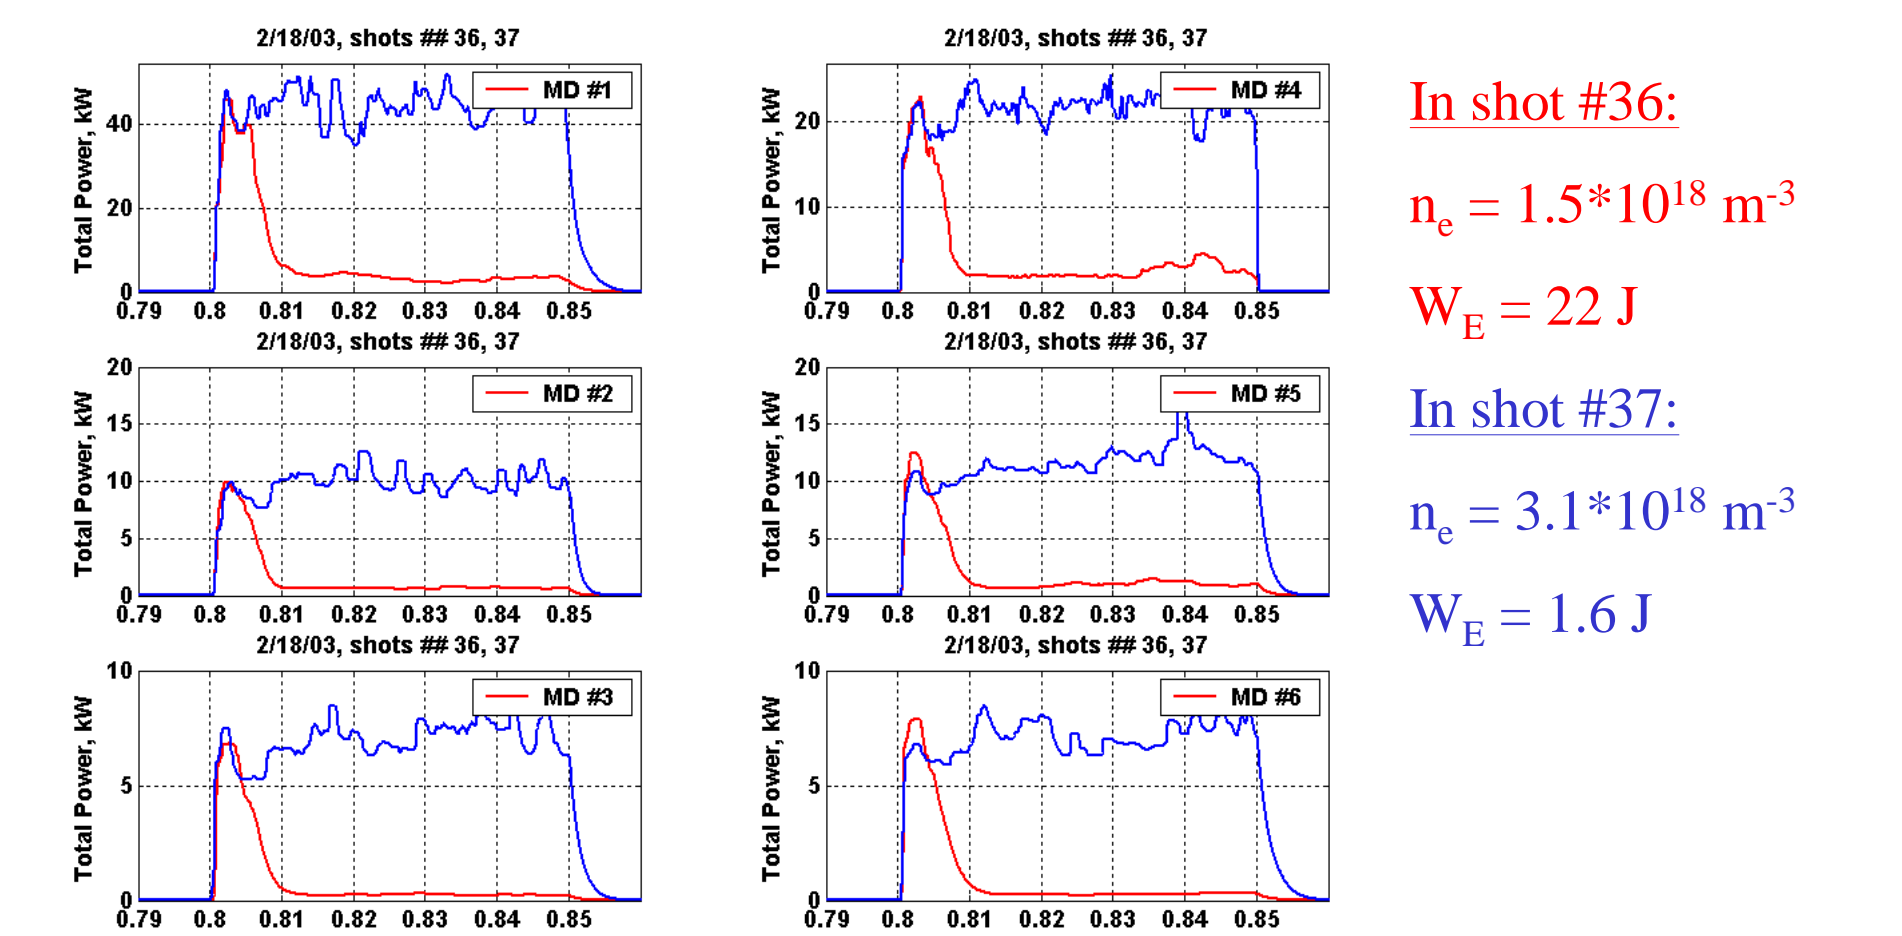 2/18/03, shots ## 36, 37
Total Power, kW
MD #1
40
20
0
0.79 0.8 0.81 0.82 0.83 0.84 0.85
2/18/03, shots ## 36, 37
Total Power, kW
MD #4
20
10
0
0.79 0.8 0.81 0.82 0.83 0.84 0.85
2/18/03, shots ## 36, 37
Total Power, kW
MD #2
20
15
10
5
0
0.79 0.8 0.81 0.82 0.83 0.84 0.85
2/18/03, shots ## 36, 37
Total Power, kW
MD #5
20
15
10
5
0
0.79 0.8 0.81 0.82 0.83 0.84 0.85
2/18/03, shots ## 36, 37
Total Power, kW
MD #3
10
5
0
0.79 0.8 0.81 0.82 0.83 0.84 0.85
2/18/03, shots ## 36, 37
Total Power, kW
MD #6
10
5
0
0.79 0.8 0.81 0.82 0.83 0.84 0.85
In shot #36:
nₑ = 1.5*10¹⁸ m⁻³
W_E = 22 J
In shot #37:
nₑ = 3.1*10¹⁸ m⁻³
W_E = 1.6 J